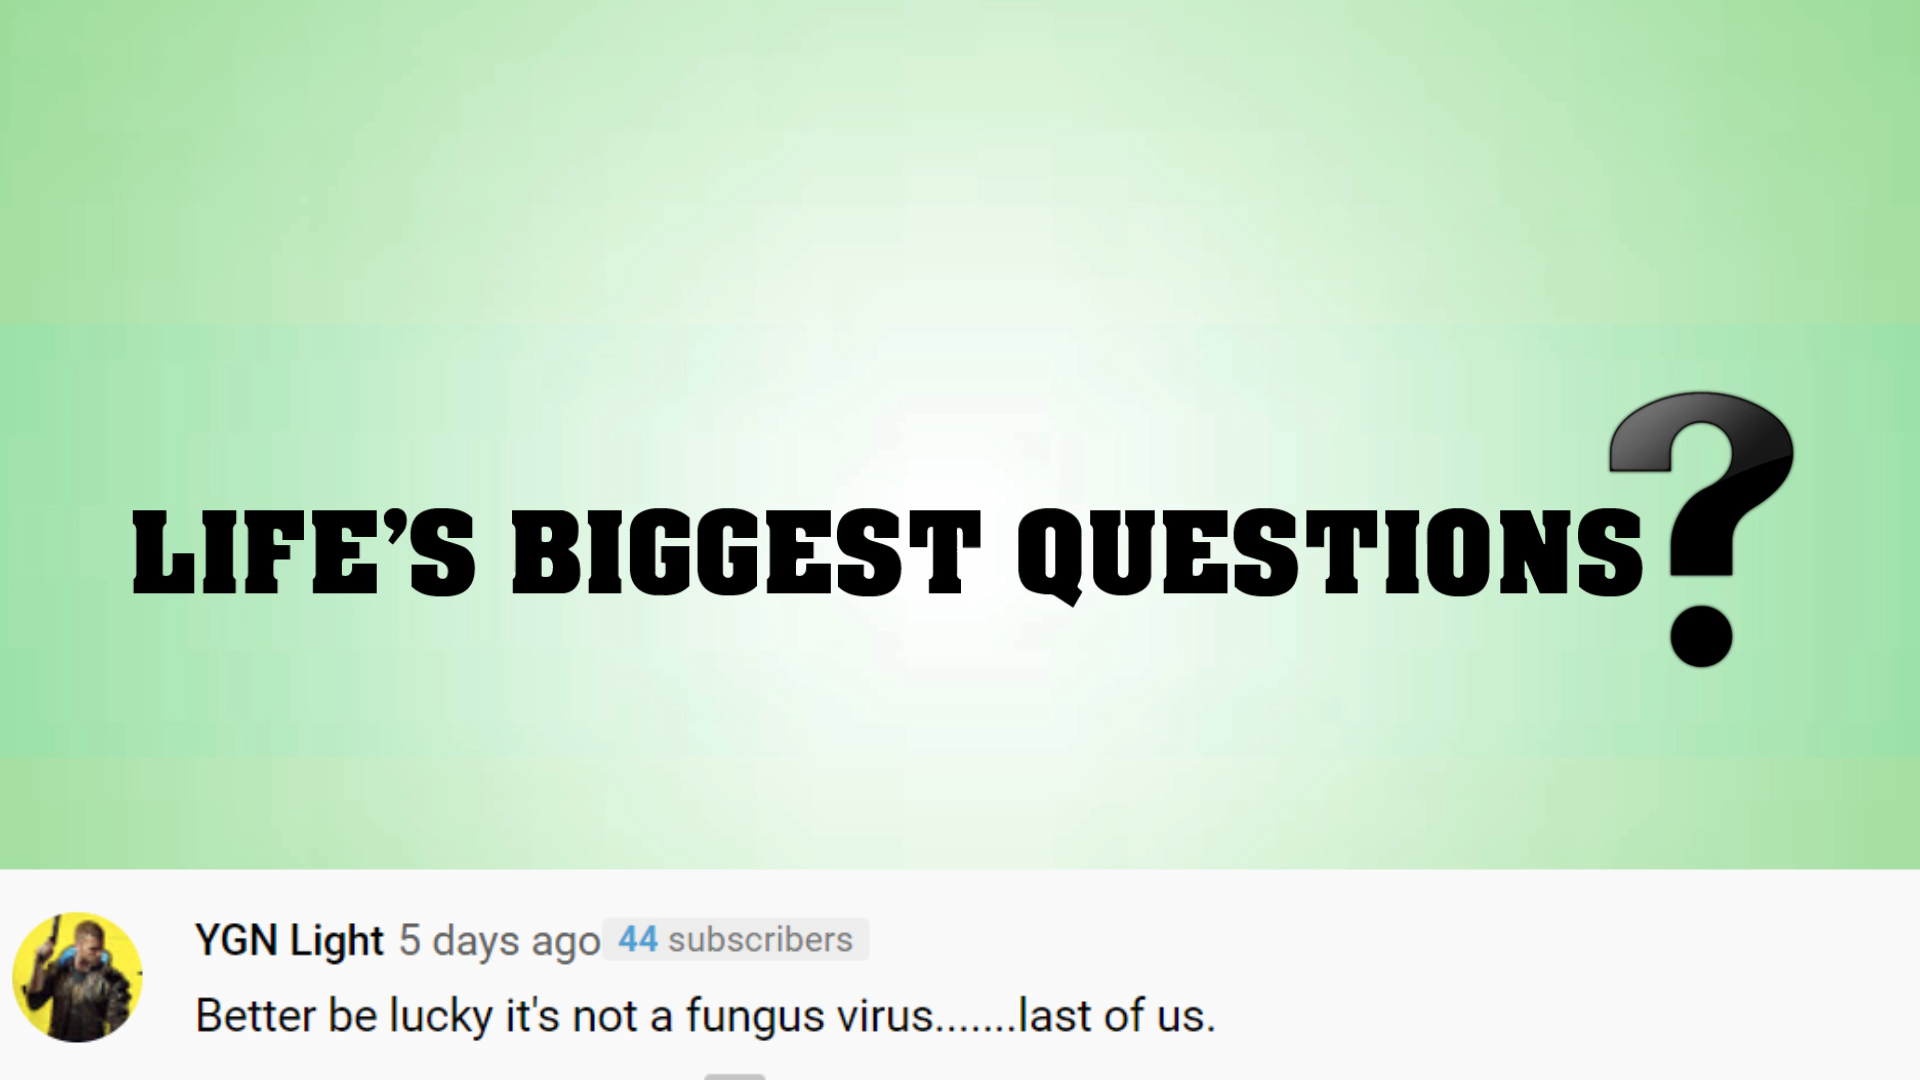 LIFE’S BIGGEST QUESTIONS?
YGN Light 5 days ago 44 subscribers
Better be lucky it's not a fungus virus.......last of us.